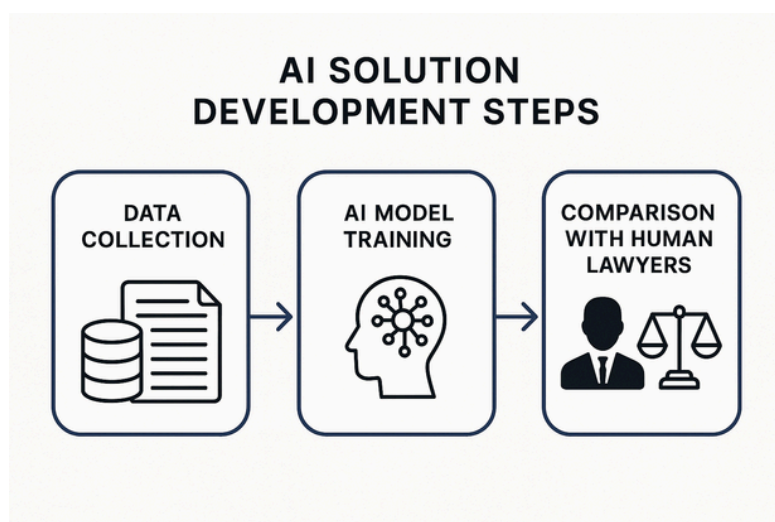 AI SOLUTION
DEVELOPMENT STEPS
DATA
COLLECTION
AI MODEL
TRAINING
COMPARISON
WITH HUMAN
LAWYERS